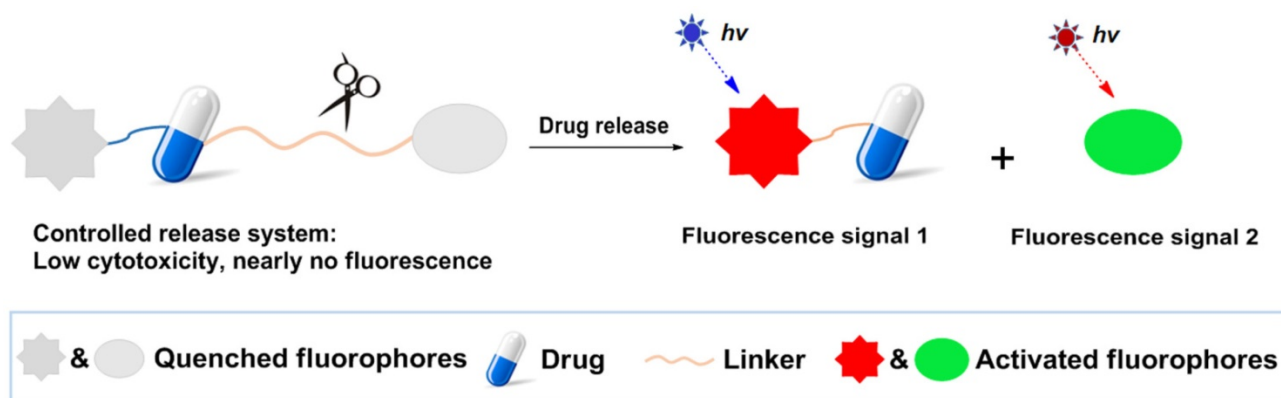 hv
hv
Drug release
+
Controlled release system:
Low cytotoxicity, nearly no fluorescence
Fluorescence signal 1
Fluorescence signal 2
& Quenched fluorophores
Drug
Linker
& Activated fluorophores